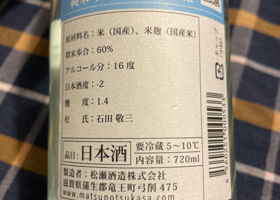 原材料名：米（国産）、米麹（国産米）
精米歩合：60%
アルコール分：16度
日本酒度：-2
酸度：1.4
杜氏：石田 敬三
品目 日本酒 要冷蔵 5～10℃
内容量：720ml
製造者：松瀬酒造株式会社
滋賀県蒲生郡竜王町弓削475
www.matsunotsukasa.com